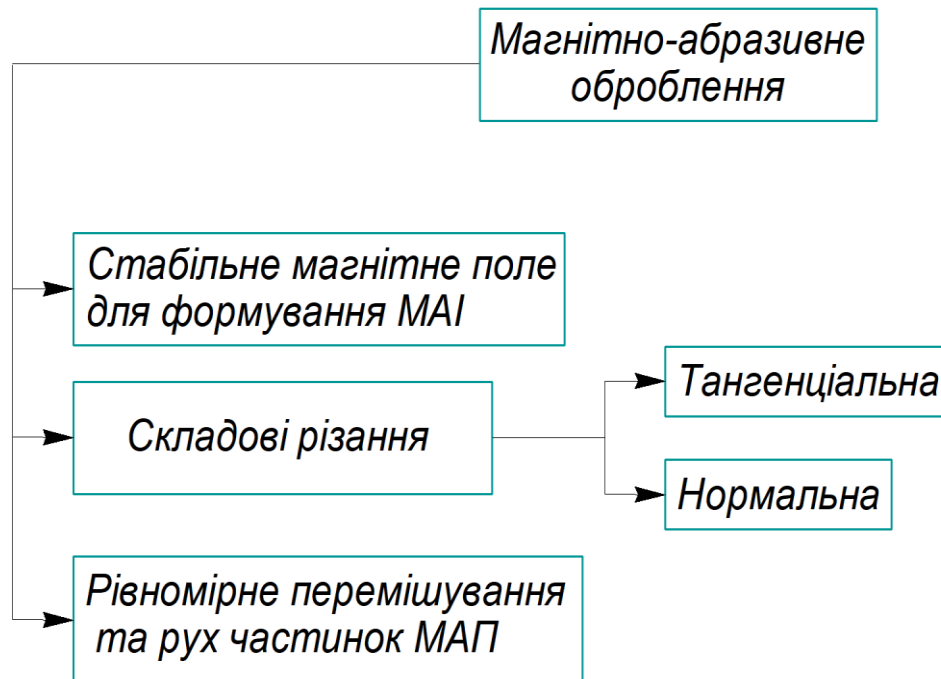 Магнітно-абразивне
оброблення
Стабільне магнітне поле
для формування МАІ
Складові різання
Тангенціальна
Нормальна
Рівномірне перемішування
та рух частинок МАП